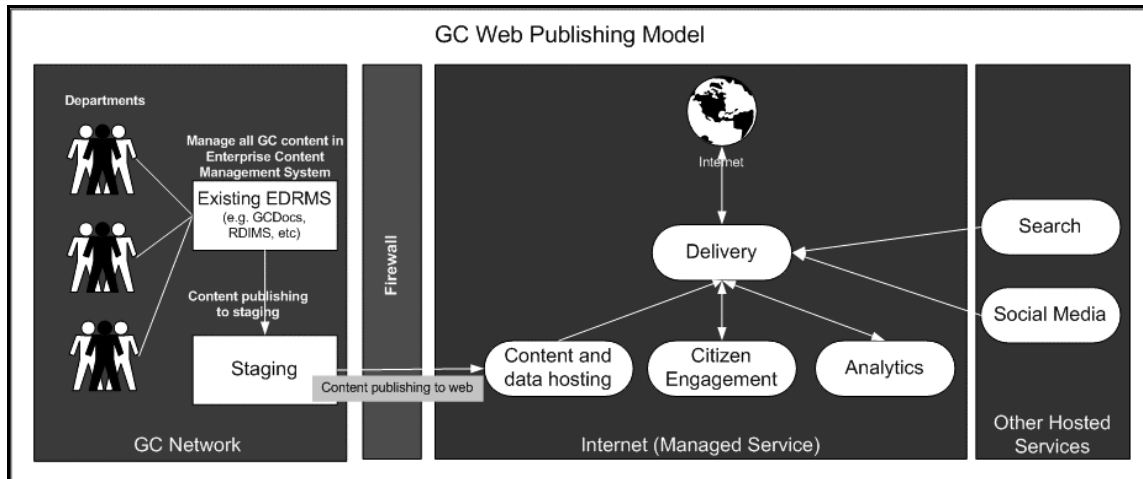 GC Web Publishing Model
Departments
Manage all GC content in
Enterprise Content
Management System
Existing EDRMS
(e.g. GCDocs,
RDIMS, etc)
Content publishing
to staging
Staging
Content publishing to web
GC Network
Firewall
Internet
Delivery
Content and
data hosting
Citizen
Engagement
Analytics
Internet (Managed Service)
Search
Social Media
Other Hosted
Services